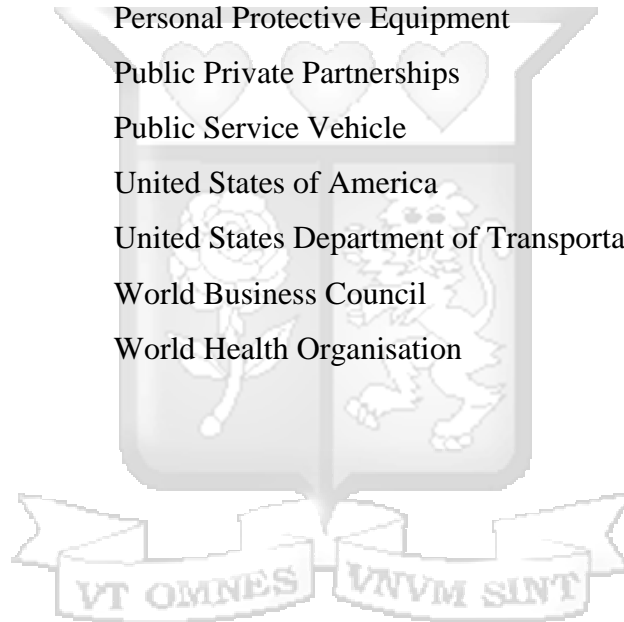 Personal Protective Equipment
Public Private Partnerships
Public Service Vehicle
United States of America
United States Department of Transporta
World Business Council
World Health Organisation
VT OMNES VNVM SINT